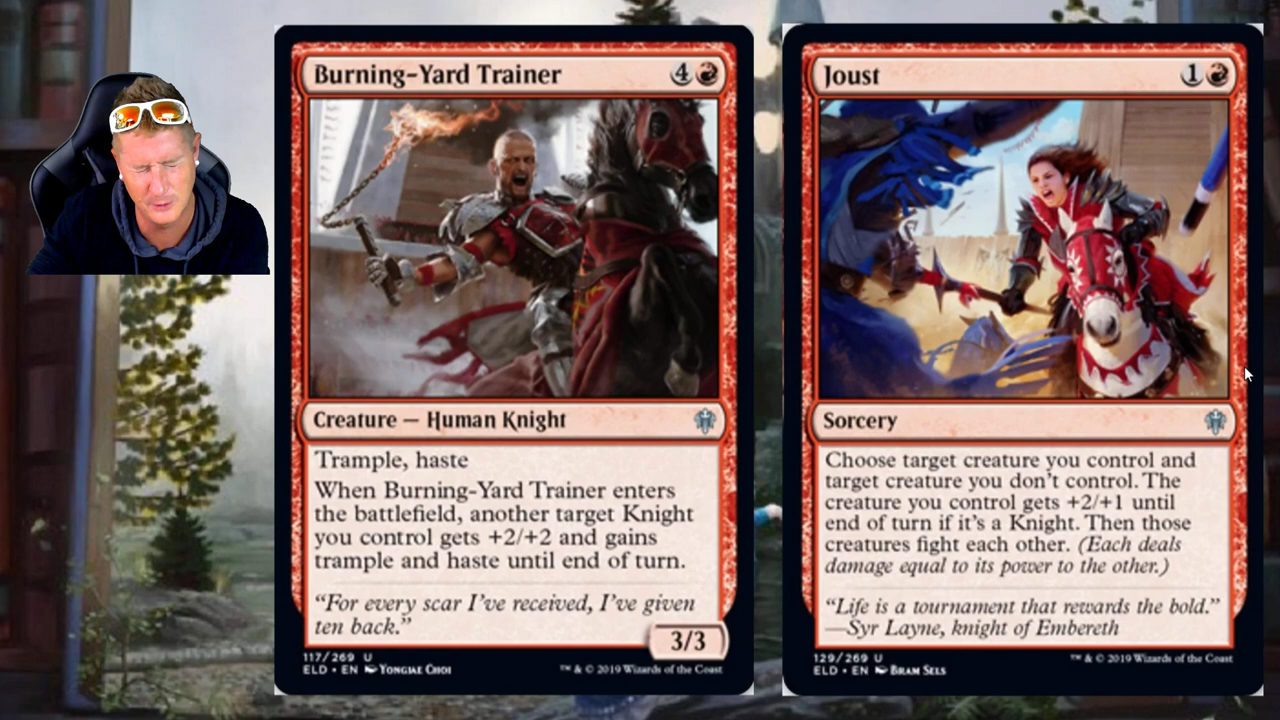 Burning-Yard Trainer
4
Creature — Human Knight
Trample, haste
When Burning-Yard Trainer enters
the battlefield, another target Knight
you control gets +2/+2 and gains
trample and haste until end of turn.
“For every scar I’ve received, I’ve given
ten back.”
3/3
117/269 U
ELD • EN Yongjae Choi
™ & © 2019 Wizards of the Coast
Joust
1
Sorcery
Choose target creature you control and
target creature you don’t control. The
creature you control gets +2/+1 until
end of turn if it’s a Knight. Then those
creatures fight each other. (Each deals
damage equal to its power to the other.)
“Life is a tournament that rewards the bold.”
—Syr Layne, knight of Embereth
129/269 U
ELD • EN Bram Sels
™ & © 2019 Wizards of the Coast